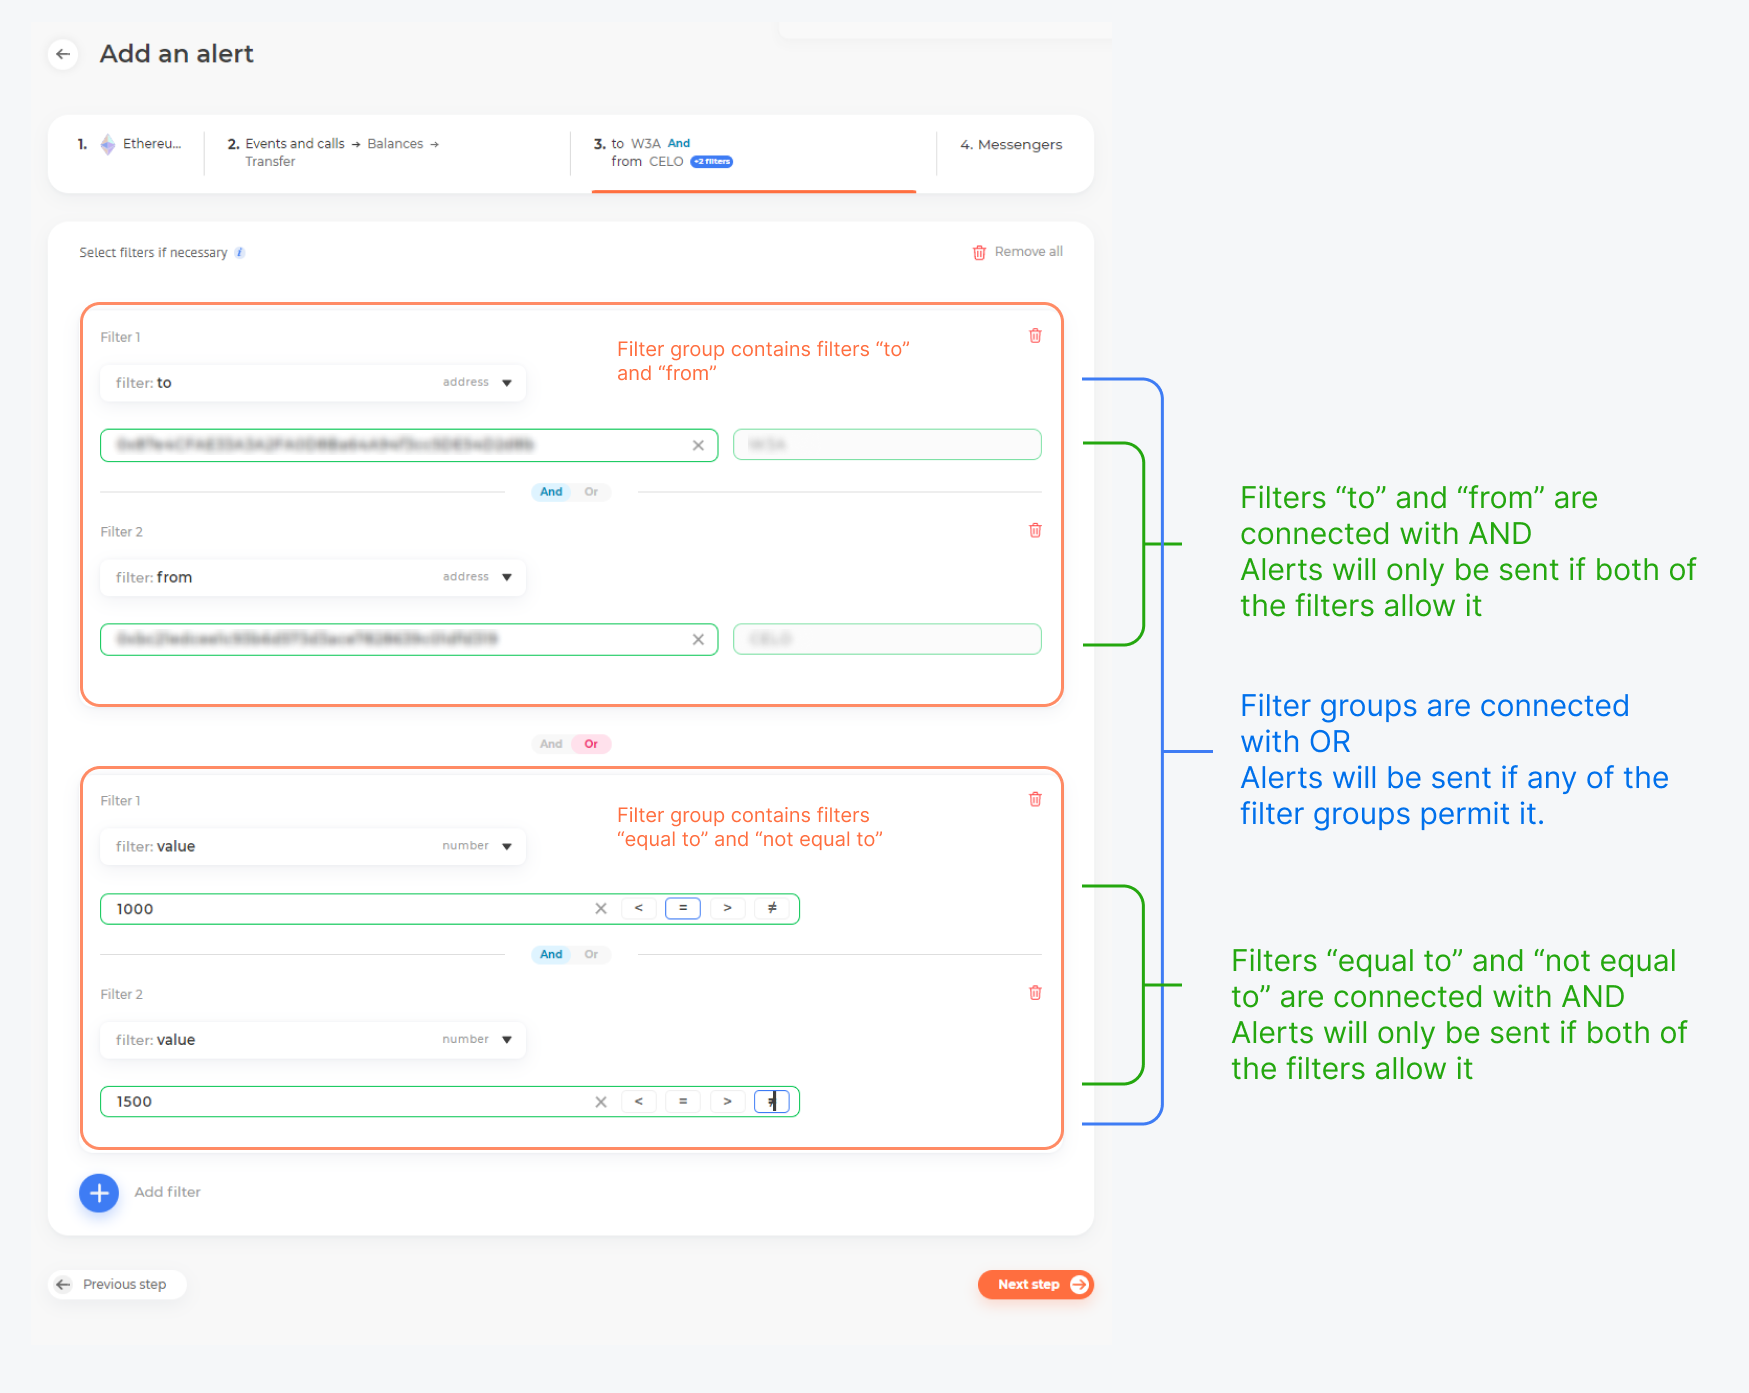 Add an alert
1. Ethereu...
2. Events and calls → Balances →
Transfer
3. to W3A And
from CELO +2 filters
4. Messengers
Select filters if necessary i
Remove all
Filter 1
Filter group contains filters “to”
and “from”
filter: to address
And Or
Filter 2
filter: from address
And Or
Filter 1
Filter group contains filters
“equal to” and “not equal to”
filter: value number
1000 < = > ≠
And Or
Filter 2
filter: value number
1500 < = > ≠
Add filter
Previous step
Next step
Filters “to” and “from” are
connected with AND
Alerts will only be sent if both of
the filters allow it
Filter groups are connected
with OR
Alerts will be sent if any of the
filter groups permit it.
Filters “equal to” and “not equal
to” are connected with AND
Alerts will only be sent if both of
the filters allow it